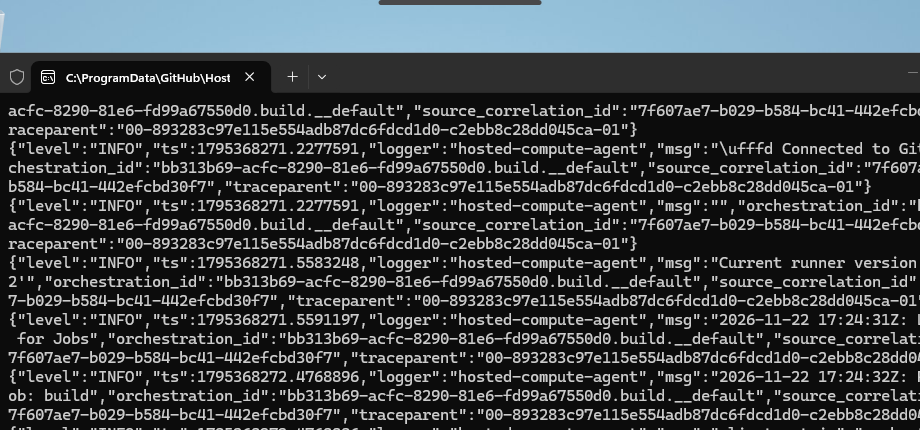 C:\ProgramData\GitHub\Host
acfc-8290-81e6-fd99a67550d0.build.__default","source_correlation_id":"7f607ae7-b029-b584-bc41-442efcbd
raceparent":"00-893283c97e115e554adb87dc6fdcd1d0-c2ebb8c28dd045ca-01"}
{"level":"INFO","ts":1795368271.2277591,"logger":"hosted-compute-agent","msg":"\ufffd Connected to Git
chestration_id":"bb313b69-acfc-8290-81e6-fd99a67550d0.build.__default","source_correlation_id":"7f607a
b584-bc41-442efcbd30f7","traceparent":"00-893283c97e115e554adb87dc6fdcd1d0-c2ebb8c28dd045ca-01"}
{"level":"INFO","ts":1795368271.2277591,"logger":"hosted-compute-agent","msg":"","orchestration_id":"b
acfc-8290-81e6-fd99a67550d0.build.__default","source_correlation_id":"7f607ae7-b029-b584-bc41-442efcbd
raceparent":"00-893283c97e115e554adb87dc6fdcd1d0-c2ebb8c28dd045ca-01"}
{"level":"INFO","ts":1795368271.5583248,"logger":"hosted-compute-agent","msg":"Current runner version
2'","orchestration_id":"bb313b69-acfc-8290-81e6-fd99a67550d0.build.__default","source_correlation_id"
7-b029-b584-bc41-442efcbd30f7","traceparent":"00-893283c97e115e554adb87dc6fdcd1d0-c2ebb8c28dd045ca-01"
{"level":"INFO","ts":1795368271.5591197,"logger":"hosted-compute-agent","msg":"2026-11-22 17:24:31Z:
for Jobs","orchestration_id":"bb313b69-acfc-8290-81e6-fd99a67550d0.build.__default","source_correlati
7f607ae7-b029-b584-bc41-442efcbd30f7","traceparent":"00-893283c97e115e554adb87dc6fdcd1d0-c2ebb8c28dd04
{"level":"INFO","ts":1795368272.4768896,"logger":"hosted-compute-agent","msg":"2026-11-22 17:24:32Z:
ob: build","orchestration_id":"bb313b69-acfc-8290-81e6-fd99a67550d0.build.__default","source_correlat
7f607ae7-b029-b584-bc41-442efcbd30f7","traceparent":"00-893283c97e115e554adb87dc6fdcd1d0-c2ebb8c28dd04